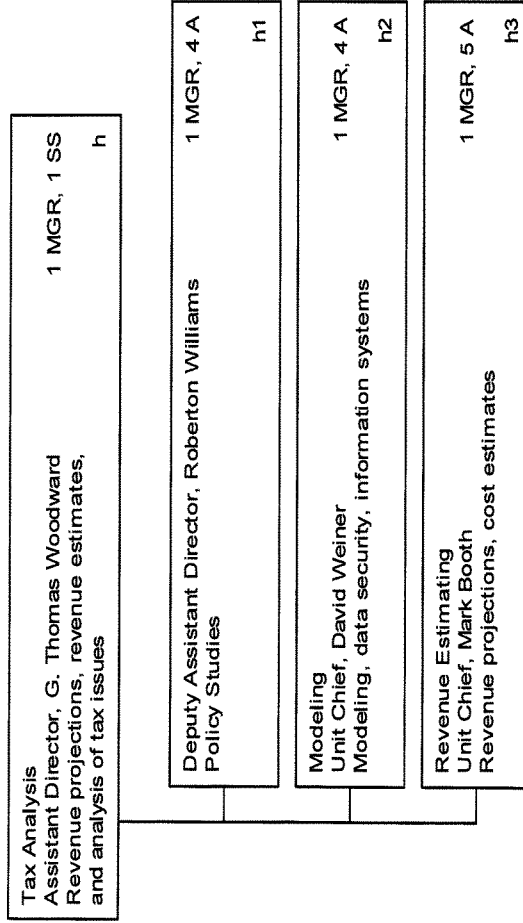 Tax Analysis
Assistant Director, G. Thomas Woodward 1 MGR, 1 SS
Revenue projections, revenue estimates,
and analysis of tax issues h
Deputy Assistant Director, Roberton Williams 1 MGR, 4 A
Policy Studies
h1
Modeling
Unit Chief, David Weiner 1 MGR, 4 A
Modeling, data security, information systems h2
Revenue Estimating
Unit Chief, Mark Booth 1 MGR, 5 A
Revenue projections, cost estimates h3